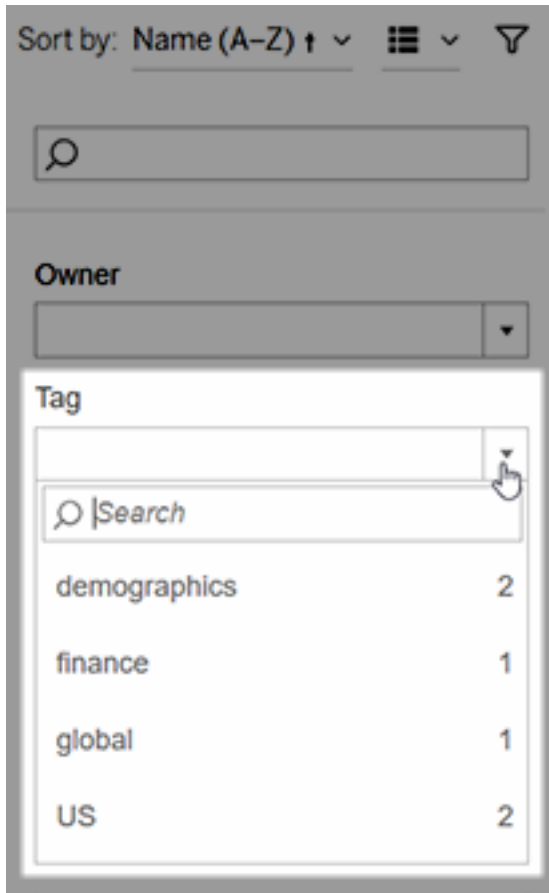 Sort by: Name (A–Z) ↑
Owner
Tag
Search
demographics 2
finance 1
global 1
US 2